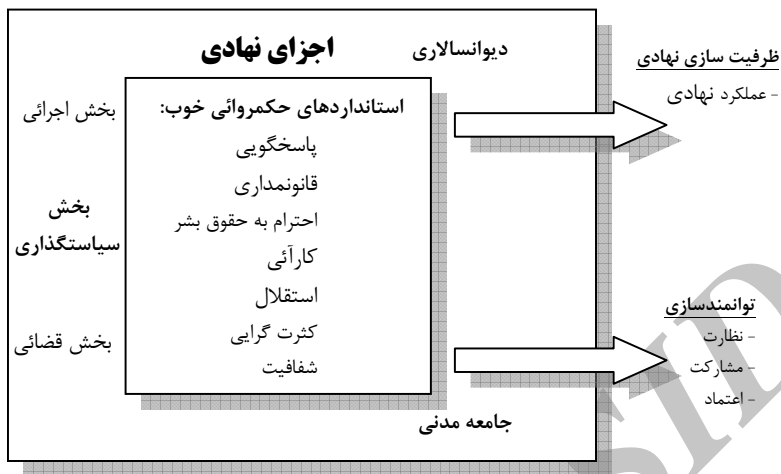 اجزای نهادی
دیوانسالاری
ظرفیت سازی نهادی
- عملکرد نهادی
استانداردهای حکمروائی خوب:
پاسخگویی
قانونمداری
احترام به حقوق بشر
کارآئی
استقلال
کثرت گرایی
شفافیت
بخش اجرائی
بخش
سیاستگذاری
بخش قضائی
توانمندسازی
- نظارت
- مشارکت
- اعتماد
جامعه مدنی
SID